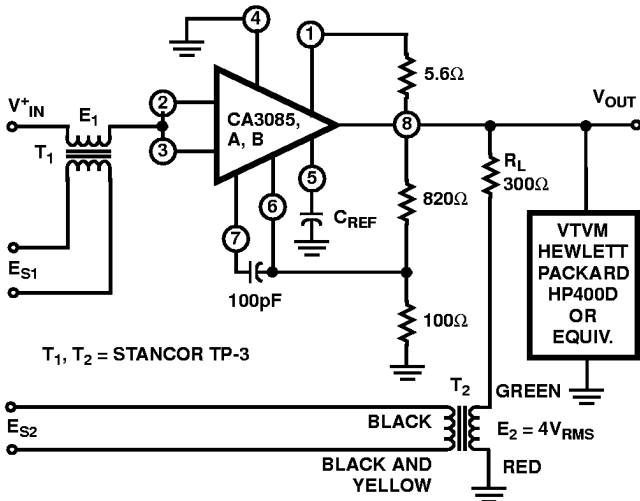 4
1
5.6Ω
V+IN
E1
2
CA3085,
A, B
8
VOUT
T1
3
RL
300Ω
5
820Ω
6
CREF
7
VTVM
HEWLETT
PACKARD
HP400D
OR
EQUIV.
ES1
100pF
100Ω
T1, T2 = STANCOR TP-3
T2
GREEN
ES2
BLACK
E2 = 4VRMS
BLACK AND
YELLOW
RED